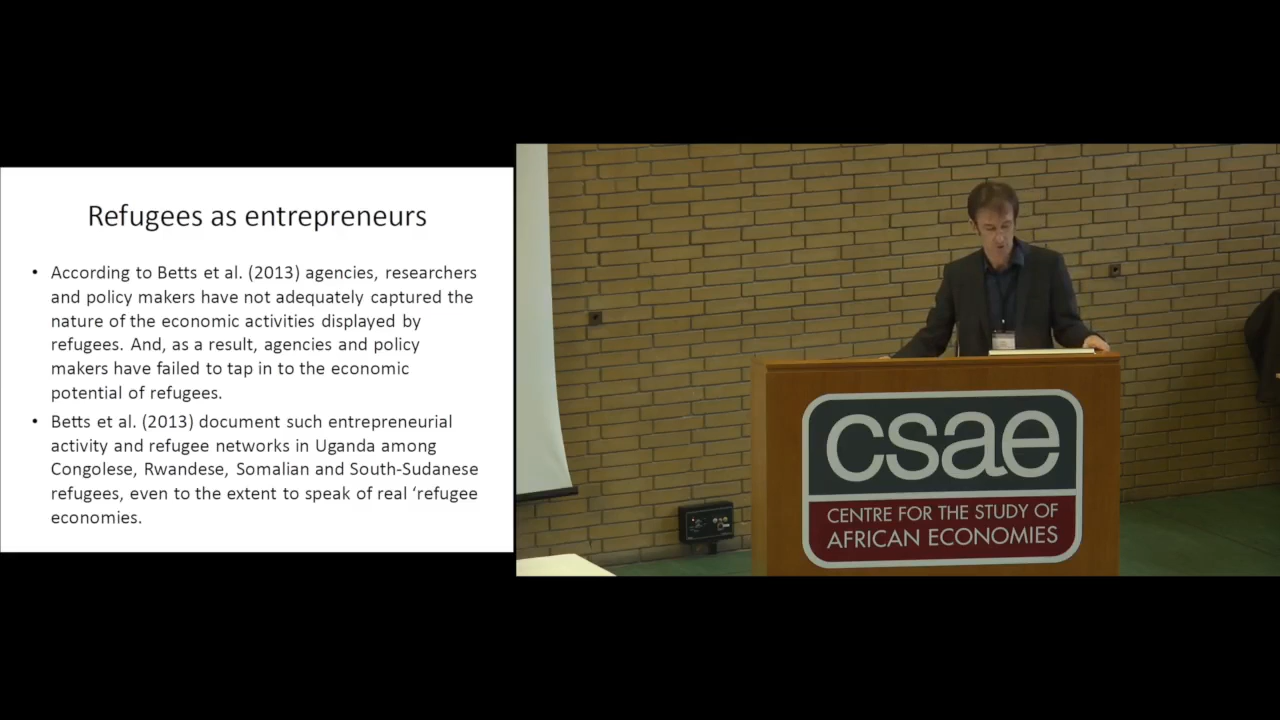 Refugees as entrepreneurs
• According to Betts et al. (2013) agencies, researchers
and policy makers have not adequately captured the
nature of the economic activities displayed by
refugees. And, as a result, agencies and policy
makers have failed to tap in to the economic
potential of refugees.
• Betts et al. (2013) document such entrepreneurial
activity and refugee networks in Uganda among
Congolese, Rwandese, Somalian and South-Sudanese
refugees, even to the extent to speak of real ‘refugee
economies.
csae
CENTRE FOR THE STUDY OF
AFRICAN ECONOMIES